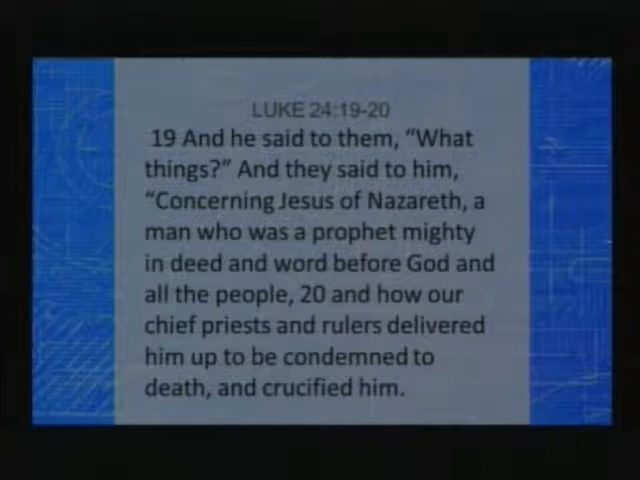 LUKE 24:19-20
19 And he said to them, “What
things?” And they said to him,
“Concerning Jesus of Nazareth, a
man who was a prophet mighty
in deed and word before God and
all the people, 20 and how our
chief priests and rulers delivered
him up to be condemned to
death, and crucified him.